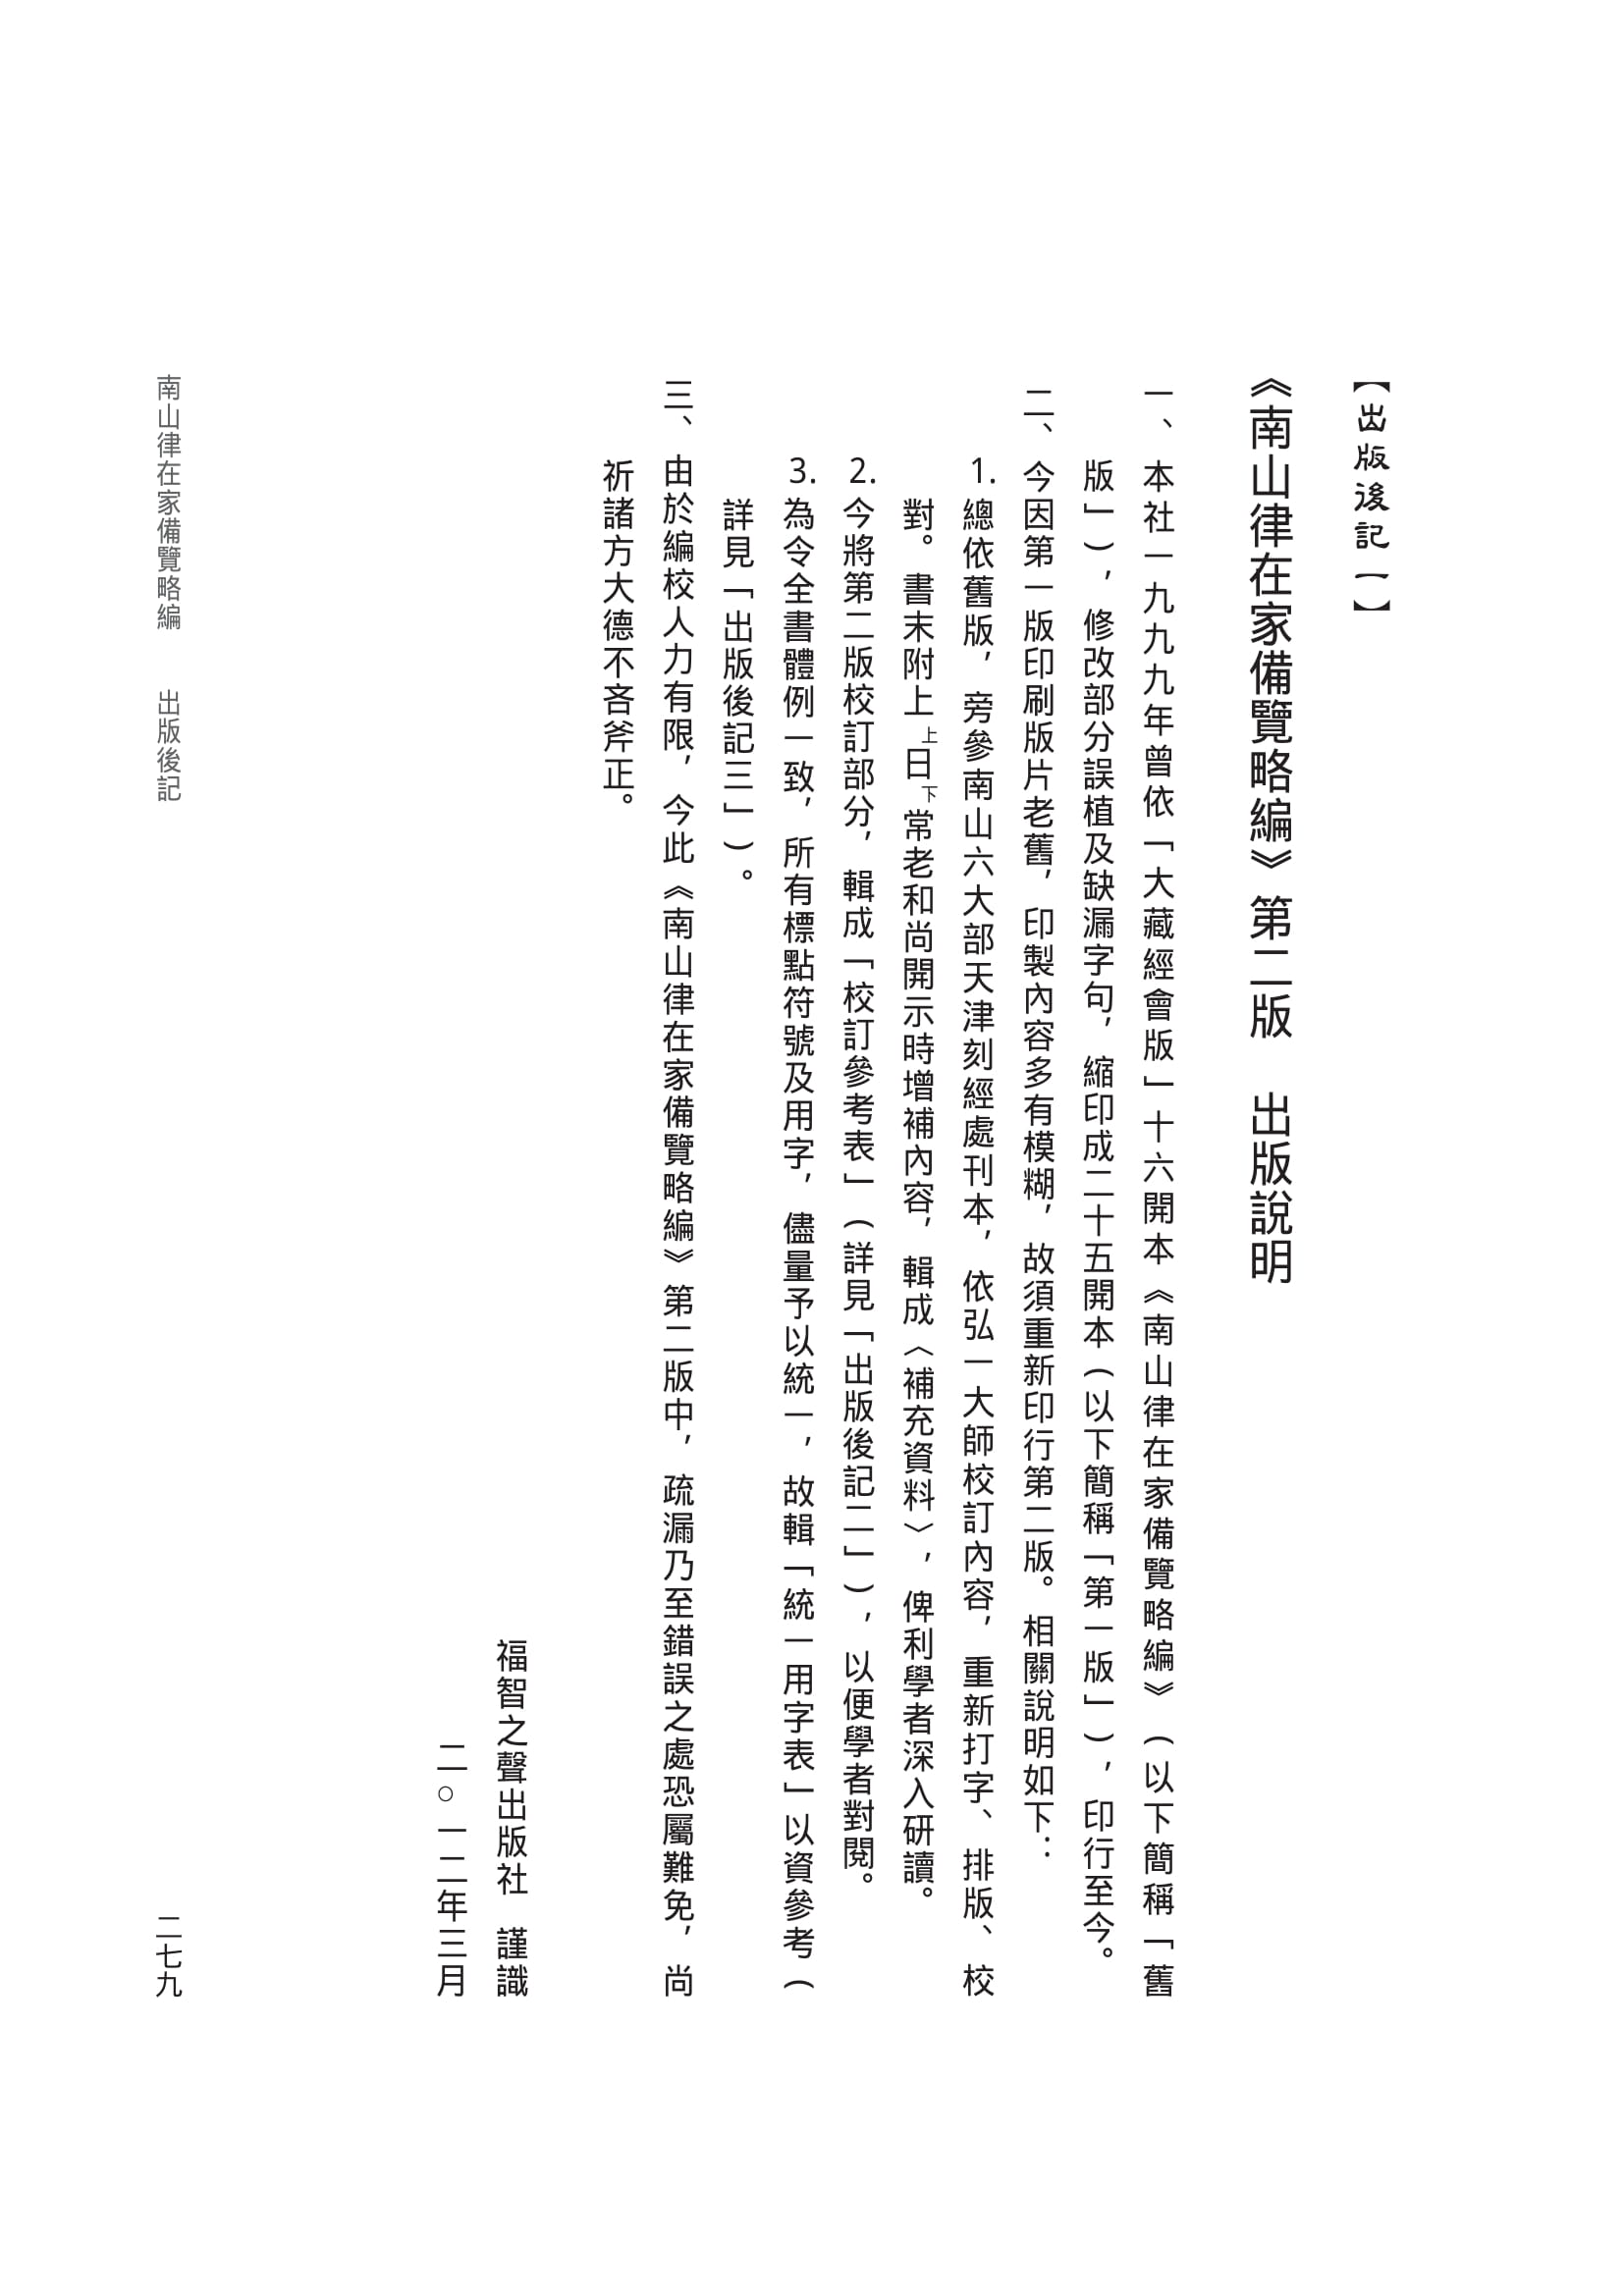 【出版後記一】
《南山律在家備覽略編》第二版　出版說明
一、本社一九九九年曾依「大藏經會版」十六開本《南山律在家備覽略編》（以下簡稱「舊
版」），修改部分誤植及缺漏字句，縮印成二十五開本（以下簡稱「第一版」），印行至今。
二、今因第一版印刷版片老舊，印製內容多有模糊，故須重新印行第二版。相關說明如下：
1.總依舊版，旁參南山六大部天津刻經處刊本，依弘一大師校訂內容，重新打字、排版、校
對。書末附上上日下常老和尚開示時增補內容，輯成〈補充資料〉，俾利學者深入研讀。
2.今將第二版校訂部分，輯成「校訂參考表」（詳見「出版後記二」），以便學者對閱。
3.為令全書體例一致，所有標點符號及用字，儘量予以統一，故輯「統一用字表」以資參考（
詳見「出版後記三」）。
三、由於編校人力有限，今此《南山律在家備覽略編》第二版中，疏漏乃至錯誤之處恐屬難免，尚
祈諸方大德不吝斧正。
福智之聲出版社　謹識
二○一二年三月
南山律在家備覽略編　出版後記
二七九